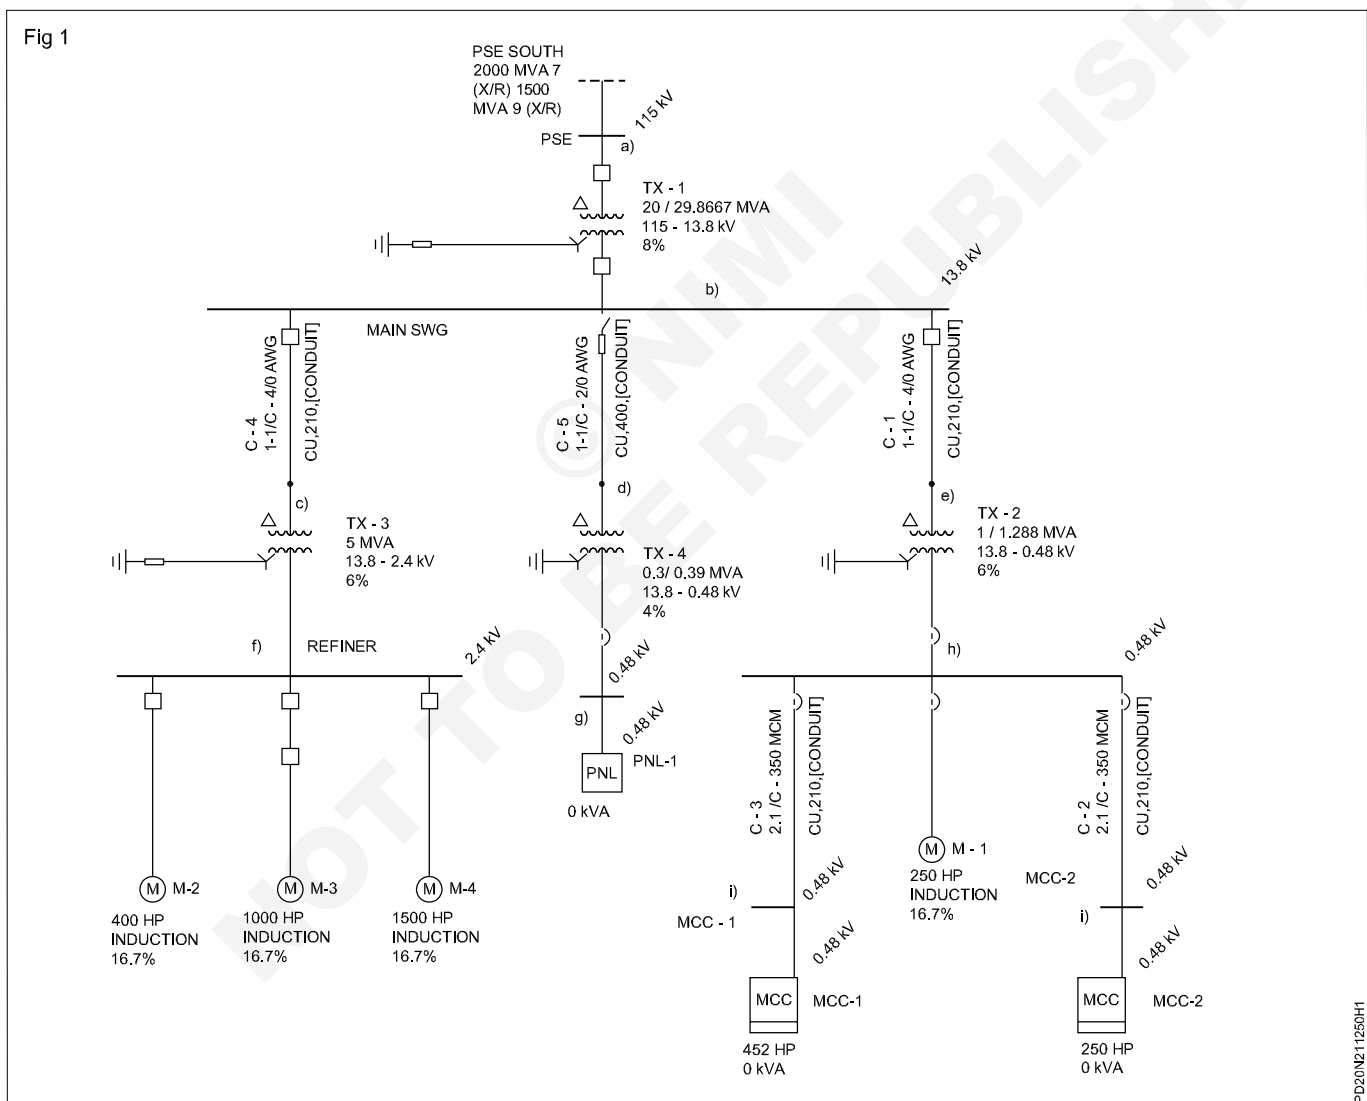 Fig 1
PSE SOUTH
2000 MVA 7
(X/R) 1500
MVA 9 (X/R)
115 kV
PSE
a)
TX - 1
20 / 29.8667 MVA
115 - 13.8 kV
8%
13.8 kV
b)
MAIN SWG
C - 4
1-1/C - 4/0 AWG
CU,210,[CONDUIT]
C - 5
1-1/C - 2/0 AWG
CU,400,[CONDUIT]
C - 1
1-1/C - 4/0 AWG
CU,210,[CONDUIT]
c)
d)
e)
TX - 3
5 MVA
13.8 - 2.4 kV
6%
TX - 4
0.3/ 0.39 MVA
13.8 - 0.48 kV
4%
TX - 2
1 / 1.288 MVA
13.8 - 0.48 kV
6%
f)
REFINER
2.4 kV
0.48 kV
g)
0.48 kV
PNL
PNL-1
0 kVA
h)
0.48 kV
C - 3
2.1 /C - 350 MCM
CU,210,[CONDUIT]
C - 2
2.1 /C - 350 MCM
CU,210,[CONDUIT]
M
M-2
400 HP
INDUCTION
16.7%
M
M-3
1000 HP
INDUCTION
16.7%
M
M-4
1500 HP
INDUCTION
16.7%
M
M - 1
250 HP
INDUCTION
16.7%
i)
0.48 kV
MCC - 1
0.48 kV
MCC
MCC-1
452 HP
0 kVA
MCC-2
0.48 kV
i)
0.48 kV
MCC
MCC-2
250 HP
0 kVA
PD20N211250H1
© NIMI
NOT TO BE REPUBLISH